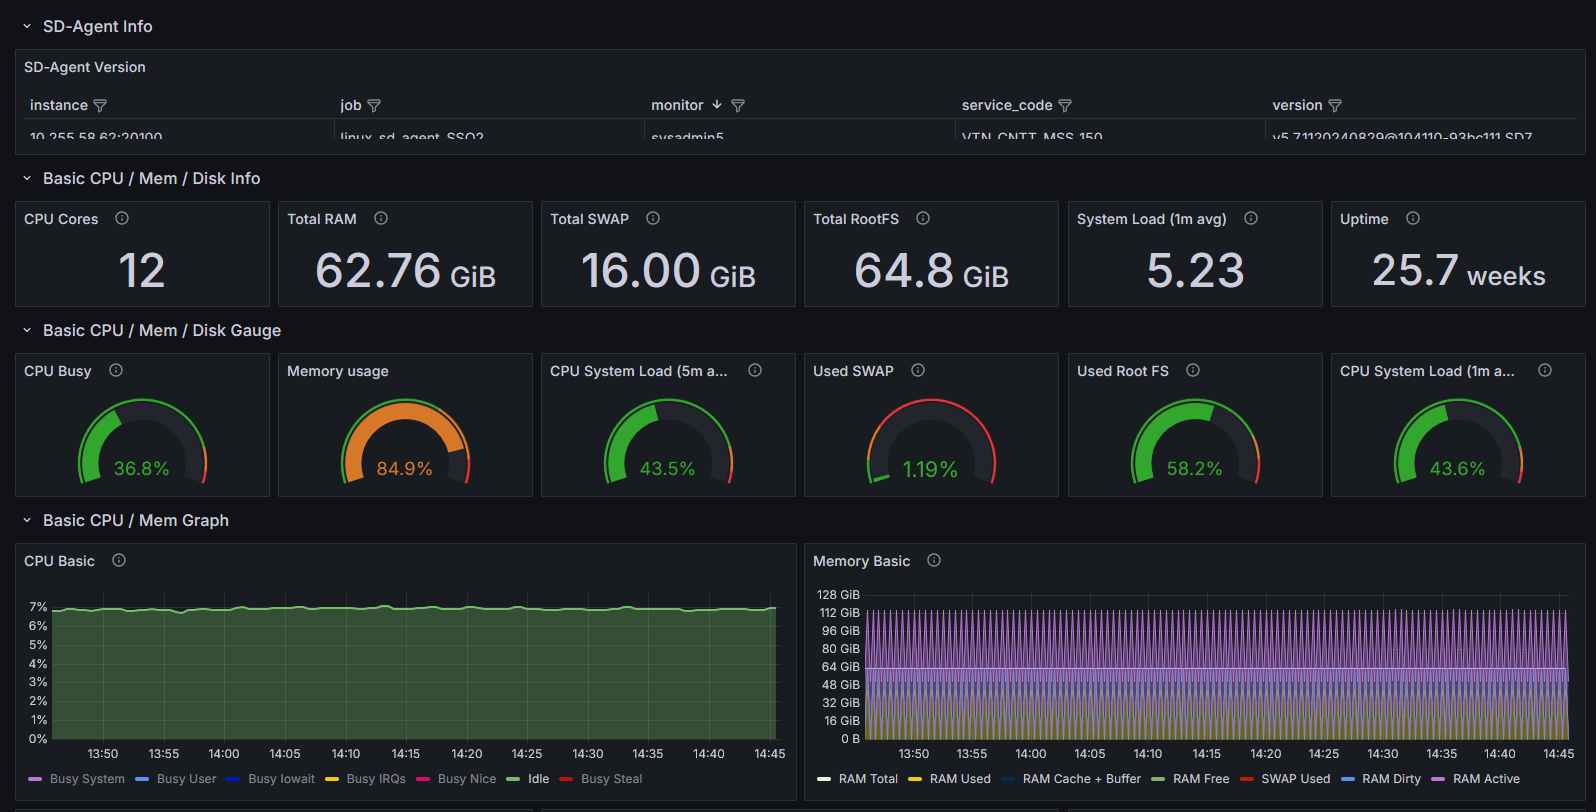 SD-Agent Info
SD-Agent Version
instance job monitor service_code version
10.255.58.62:20100 linux_sd_agent_SSO2 sysadmin5 VTN_CNTT_MSS_150
Basic CPU / Mem / Disk Info
CPU Cores Total RAM Total SWAP Total RootFS System Load (1m avg) Uptime
12 62.76 GiB 16.00 GiB 64.8 GiB 5.23 25.7 weeks
Basic CPU / Mem / Disk Gauge
CPU Busy Memory usage CPU System Load (5m a... Used SWAP Used Root FS CPU System Load (1m a...
36.8% 84.9% 43.5% 1.19% 58.2% 43.6%
Basic CPU / Mem Graph
CPU Basic
7%
6%
5%
4%
3%
2%
1%
0%
13:50 13:55 14:00 14:05 14:10 14:15 14:20 14:25 14:30 14:35 14:40 14:45
Busy System Busy User Busy Iowait Busy IRQs Busy Nice Idle Busy Steal
Memory Basic
128 GiB
112 GiB
96 GiB
80 GiB
64 GiB
48 GiB
32 GiB
16 GiB
0 B
13:50 13:55 14:00 14:05 14:10 14:15 14:20 14:25 14:30 14:35 14:40 14:45
RAM Total RAM Used RAM Cache + Buffer RAM Free SWAP Used RAM Dirty RAM Active